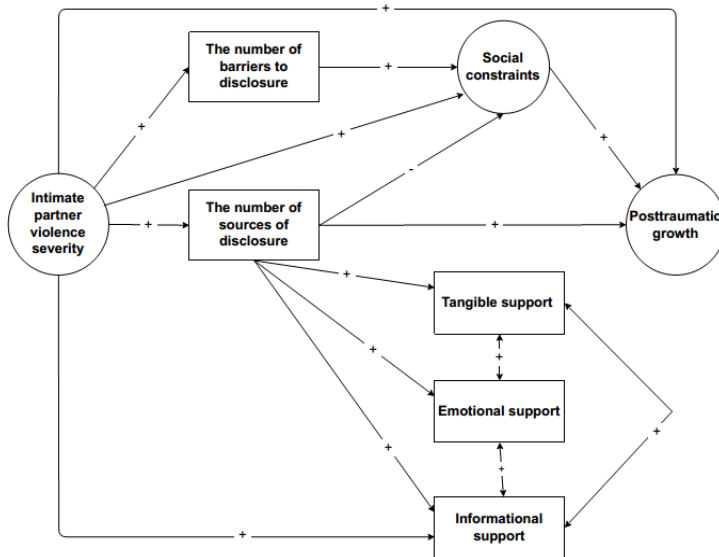 +
The number of
barriers to
disclosure
+
Social
constraints
+
+
+
-
Intimate
partner
violence
severity
+
The number of
sources of
disclosure
+
Posttraumatic
growth
+
Tangible support
+
+
Emotional support
+
+
+
Informational
support
+